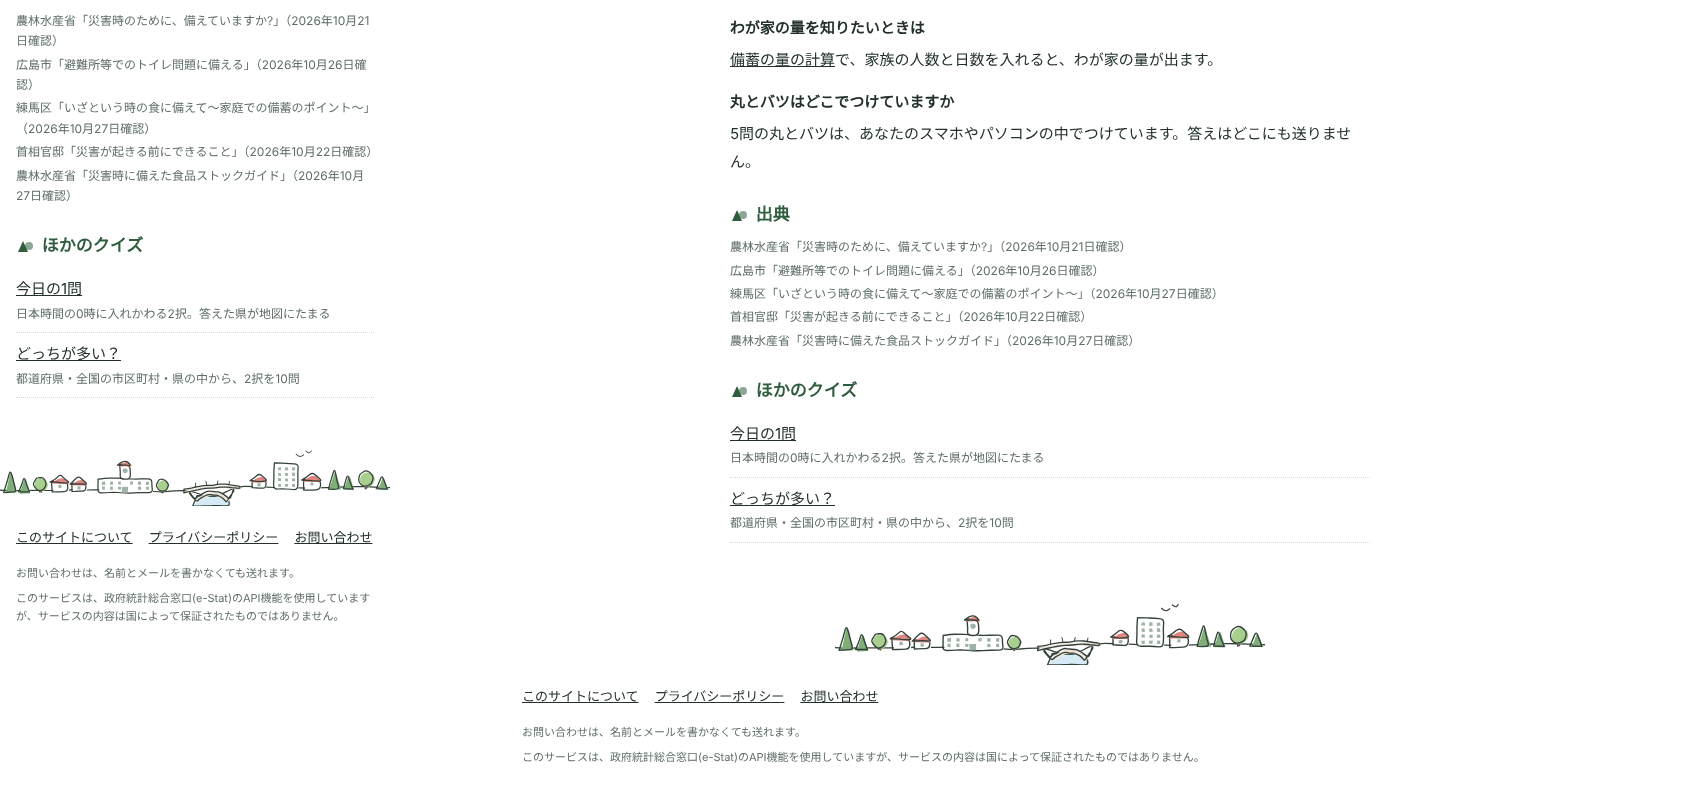 農林水産省「災害時のために、備えていますか?」（2026年10月21
日確認）
広島市「避難所等でのトイレ問題に備える」（2026年10月26日確
認）
練馬区「いざという時の食に備えて〜家庭での備蓄のポイント〜」
（2026年10月27日確認）
首相官邸「災害が起きる前にできること」（2026年10月22日確認）
農林水産省「災害時に備えた食品ストックガイド」（2026年10月
27日確認）
ほかのクイズ
今日の1問
日本時間の0時に入れかわる2択。答えた県が地図にたまる
どっちが多い？
都道府県・全国の市区町村・県の中から、2択を10問
このサイトについて プライバシーポリシー お問い合わせ
お問い合わせは、名前とメールを書かなくても送れます。
このサービスは、政府統計総合窓口(e-Stat)のAPI機能を使用しています
が、サービスの内容は国によって保証されたものではありません。
わが家の量を知りたいときは
備蓄の量の計算で、家族の人数と日数を入れると、わが家の量が出ます。
丸とバツはどこでつけていますか
5問の丸とバツは、あなたのスマホやパソコンの中でつけています。答えはどこにも送りませ
ん。
出典
農林水産省「災害時のために、備えていますか?」（2026年10月21日確認）
広島市「避難所等でのトイレ問題に備える」（2026年10月26日確認）
練馬区「いざという時の食に備えて〜家庭での備蓄のポイント〜」（2026年10月27日確認）
首相官邸「災害が起きる前にできること」（2026年10月22日確認）
農林水産省「災害時に備えた食品ストックガイド」（2026年10月27日確認）
ほかのクイズ
今日の1問
日本時間の0時に入れかわる2択。答えた県が地図にたまる
どっちが多い？
都道府県・全国の市区町村・県の中から、2択を10問
このサイトについて プライバシーポリシー お問い合わせ
お問い合わせは、名前とメールを書かなくても送れます。
このサービスは、政府統計総合窓口(e-Stat)のAPI機能を使用していますが、サービスの内容は国によって保証されたものではありません。